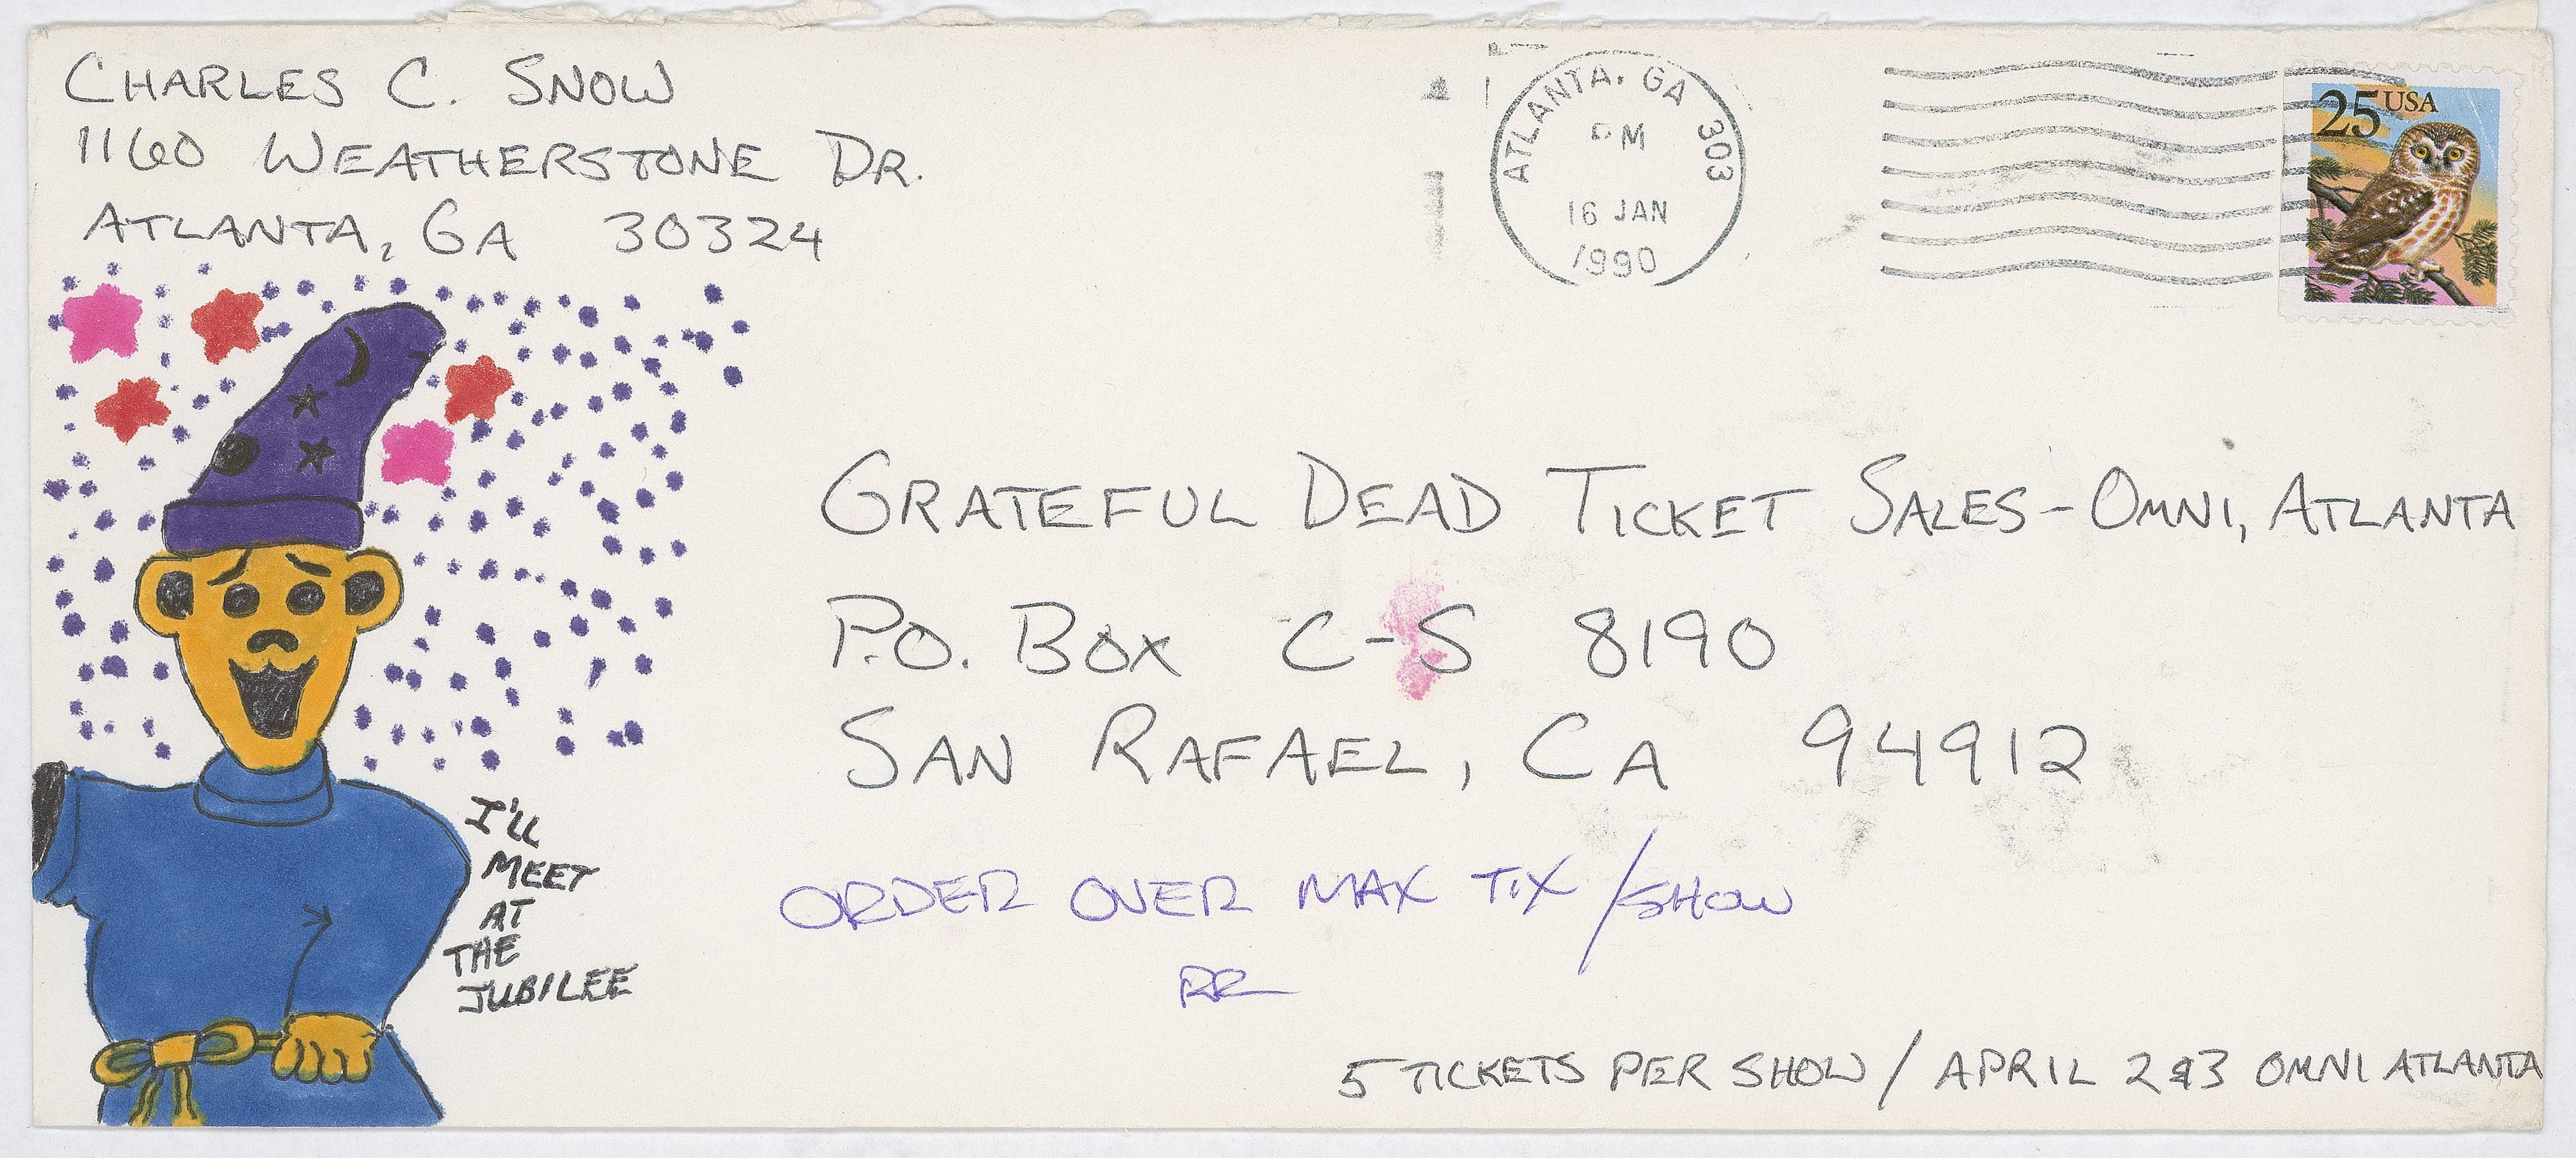 CHARLES C. SNOW
1160 WEATHERSTONE DR.
ATLANTA, GA 30324
ATLANTA, GA 303
PM
16 JAN
1990
25 USA
GRATEFUL DEAD TICKET SALES - OMNI, ATLANTA
P.O. BOX C-S 8190
SAN RAFAEL, CA 94912
I'LL
MEET
AT
THE
JUBILEE
ORDER OVER MAX TIX / SHOW
5 TICKETS PER SHOW / APRIL 2 & 3 OMNI ATLANTA